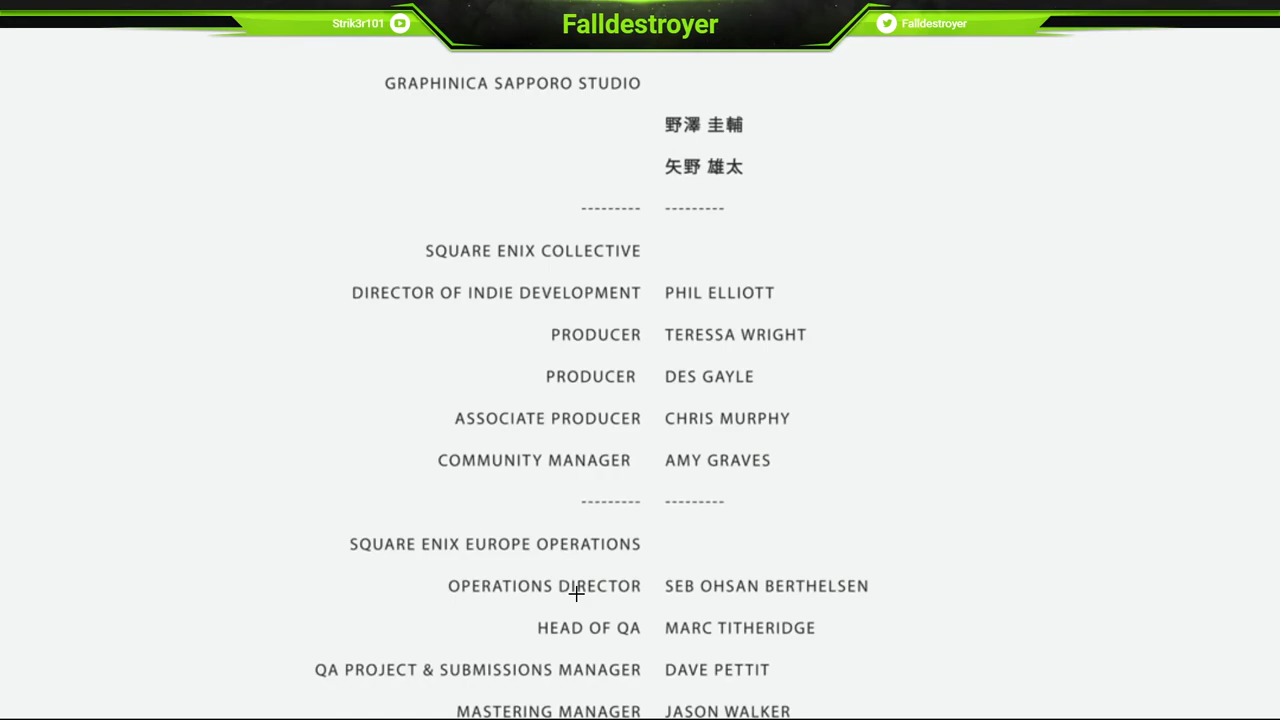 Strik3r101 Falldestroyer Falldestroyer
GRAPHINICA SAPPORO STUDIO
野澤 圭輔
矢野 雄太
--------- ---------
SQUARE ENIX COLLECTIVE
DIRECTOR OF INDIE DEVELOPMENT PHIL ELLIOTT
PRODUCER TERESSA WRIGHT
PRODUCER DES GAYLE
ASSOCIATE PRODUCER CHRIS MURPHY
COMMUNITY MANAGER AMY GRAVES
--------- ---------
SQUARE ENIX EUROPE OPERATIONS
OPERATIONS DIRECTOR SEB OHSAN BERTHELSEN
HEAD OF QA MARC TITHERIDGE
QA PROJECT & SUBMISSIONS MANAGER DAVE PETTIT
MASTERING MANAGER JASON WALKER